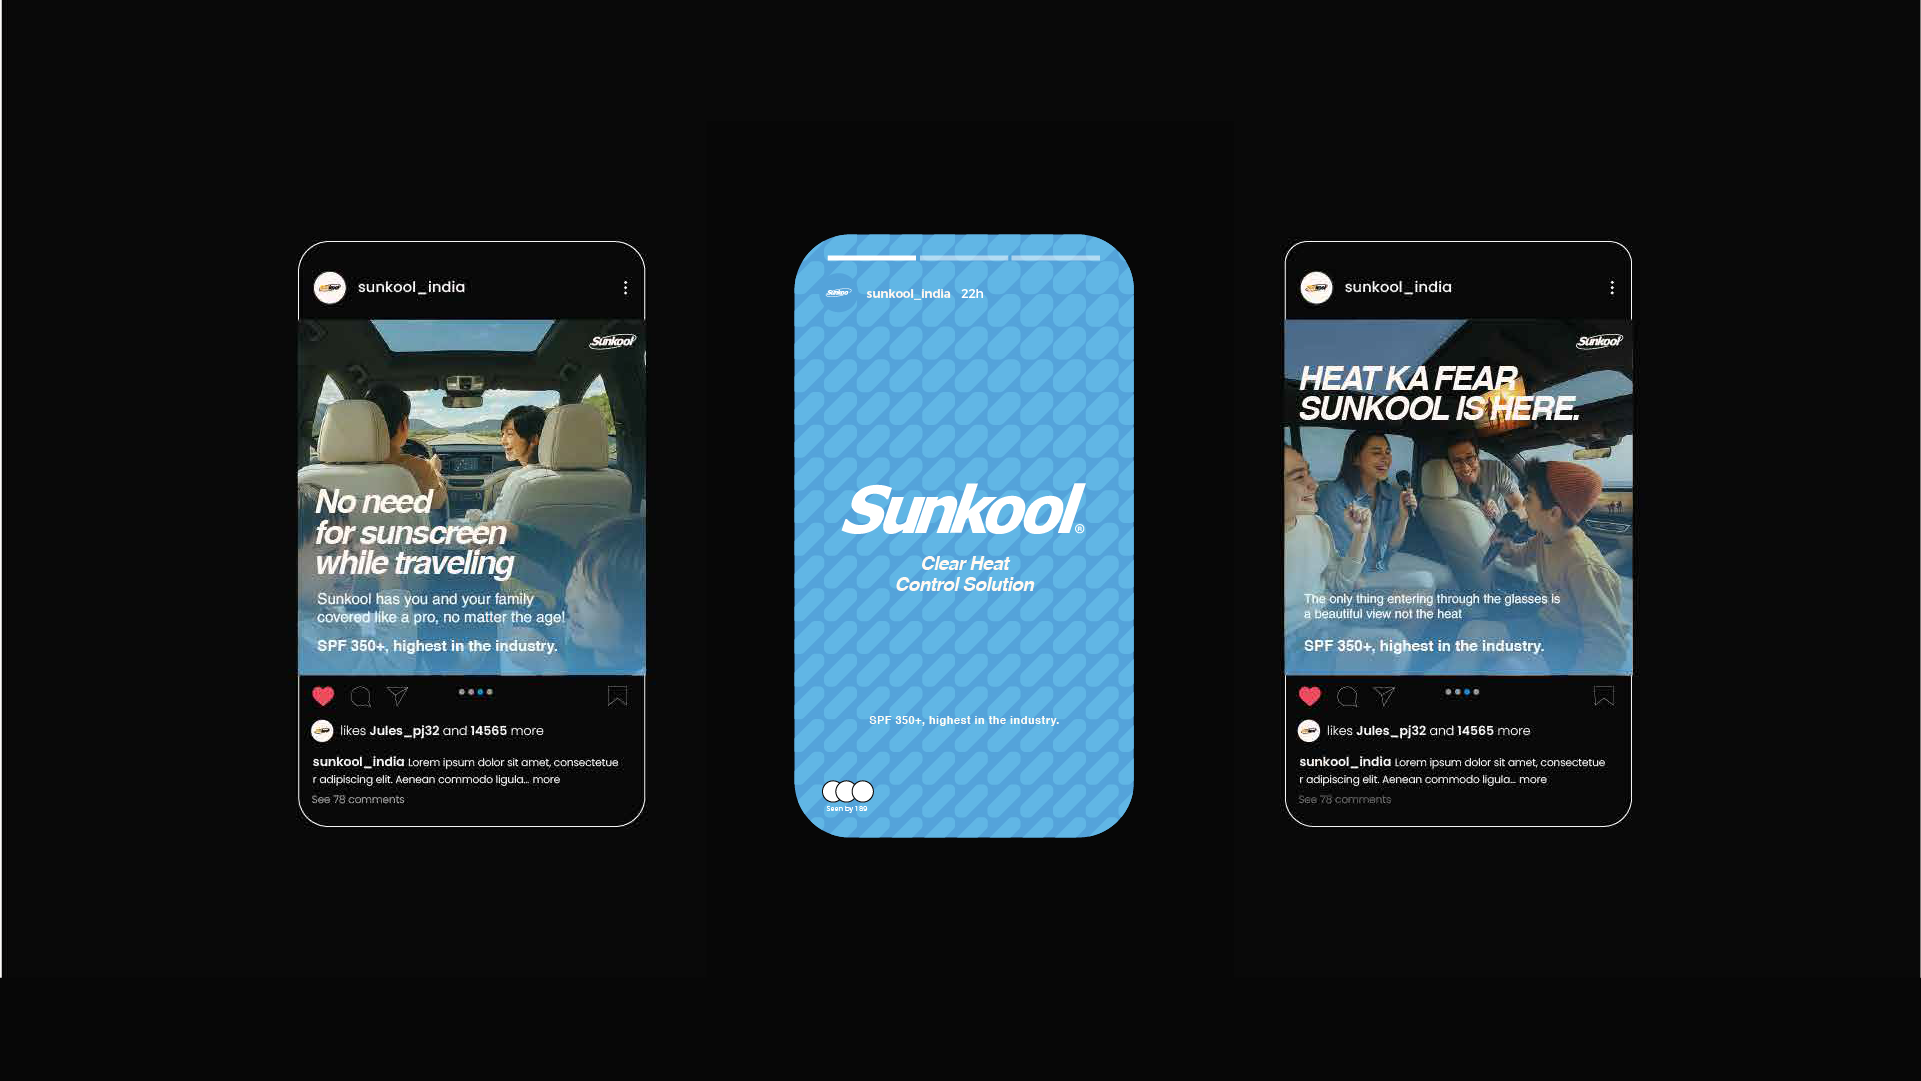 sunkool_india
Sunkool
No need
for sunscreen
while traveling
Sunkool has you and your family
covered like a pro, no matter the age!
SPF 350+, highest in the industry.
likes Jules_pj32 and 14565 more
sunkool_india Lorem ipsum dolor sit amet, consectetue
r adipiscing elit. Aenean commodo ligula... more
See 78 comments
Sunkool sunkool_india 22h
Sunkool®
Clear Heat
Control Solution
SPF 350+, highest in the industry.
Seen by 189
sunkool_india
Sunkool
HEAT KA FEAR
SUNKOOL IS HERE.
The only thing entering through the glasses is
a beautiful view not the heat
SPF 350+, highest in the industry.
likes Jules_pj32 and 14565 more
sunkool_india Lorem ipsum dolor sit amet, consectetue
r adipiscing elit. Aenean commodo ligula... more
See 78 comments